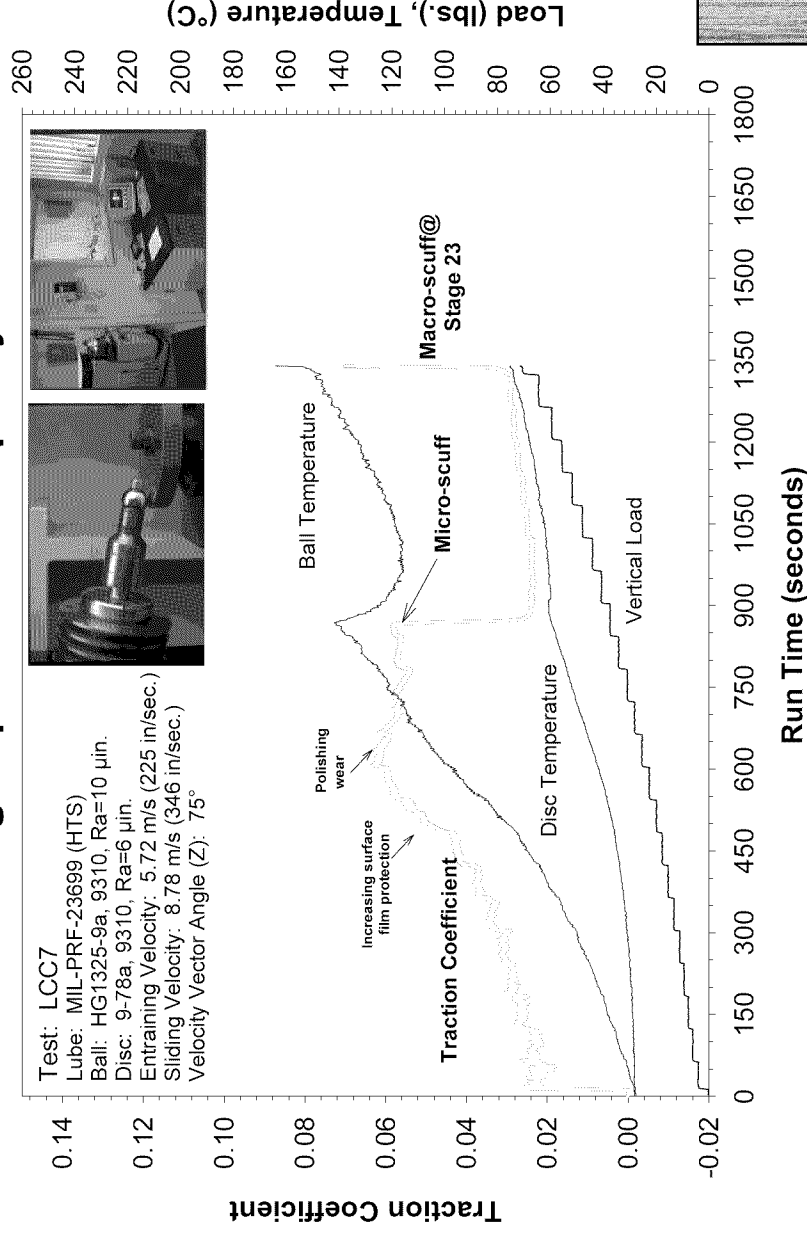 Test: LCC7
Lube: MIL-PRF-23699 (HTS)
Ball: HG1325-9a, 9310, Ra=10 µin.
Disc: 9-78a, 9310, Ra=6 µin.
Entraining Velocity: 5.72 m/s (225 in/sec.)
Sliding Velocity: 8.78 m/s (346 in/sec.)
Velocity Vector Angle (Z): 75°
Traction Coefficient
0.14
0.12
0.10
0.08
0.06
0.04
0.02
0.00
-0.02
Load (lbs.), Temperature (°C)
260
240
220
200
180
160
140
120
100
80
60
40
20
0
Ball Temperature
Polishing
wear
Increasing surface
film protection
Traction Coefficient
Micro-scuff
Macro-scuff@
Stage 23
Disc Temperature
Vertical Load
0
150
300
450
600
750
900
1050
1200
1350
1500
1650
1800
Run Time (seconds)